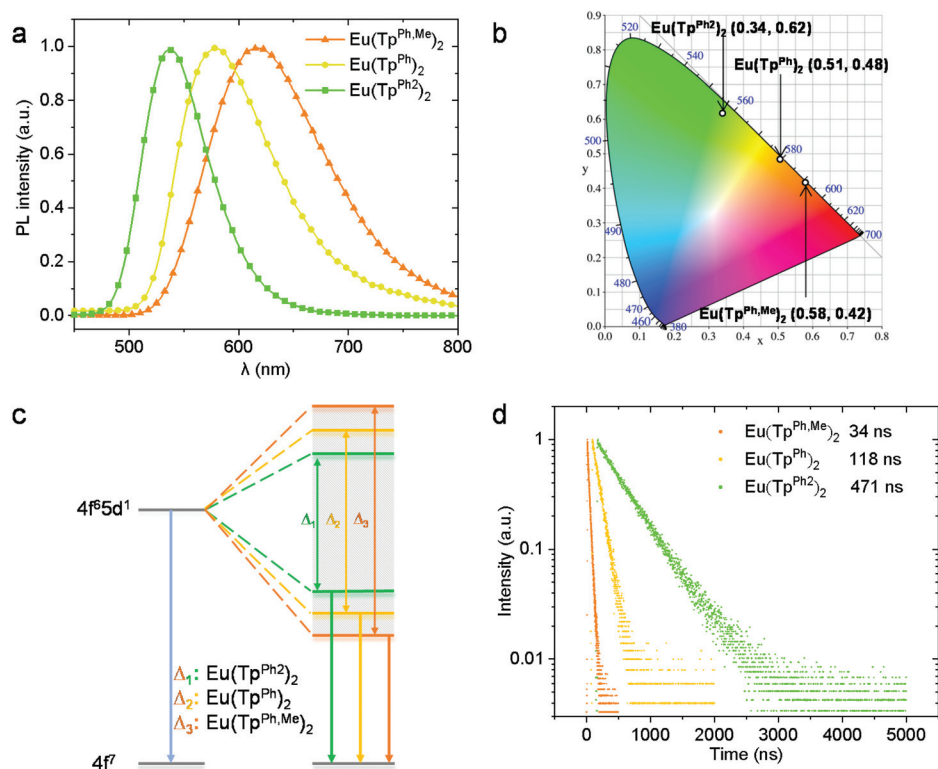 a
PL intensity (a.u.)
1.0
0.8
0.6
0.4
0.2
0.0
500 600 700 800
λ (nm)
Eu(Tp^Ph,Me)₂
Eu(Tp^Ph)₂
Eu(Tp^Ph2)₂
b
Eu(Tp^Ph2)₂ (0.34, 0.62)
Eu(Tp^Ph)₂ (0.51, 0.48)
Eu(Tp^Ph,Me)₂ (0.58, 0.42)
0.9
0.8
0.7
0.6
0.5
0.4
0.3
0.2
0.1
0.0
y
0.0 0.1 0.2 0.3 0.4 0.5 0.6 0.7 0.8
x
520
540
560
580
600
620
700
500
490
480
470
460
380
c
4f⁶5d¹
Δ₁ Δ₂ Δ₃
Δ₁: Eu(Tp^Ph2)₂
Δ₂: Eu(Tp^Ph)₂
Δ₃: Eu(Tp^Ph,Me)₂
4f⁷
d
Intensity (a.u.)
1
0.1
0.01
Eu(Tp^Ph,Me)₂ 34 ns
Eu(Tp^Ph)₂ 118 ns
Eu(Tp^Ph2)₂ 471 ns
0 1000 2000 3000 4000 5000
Time (ns)